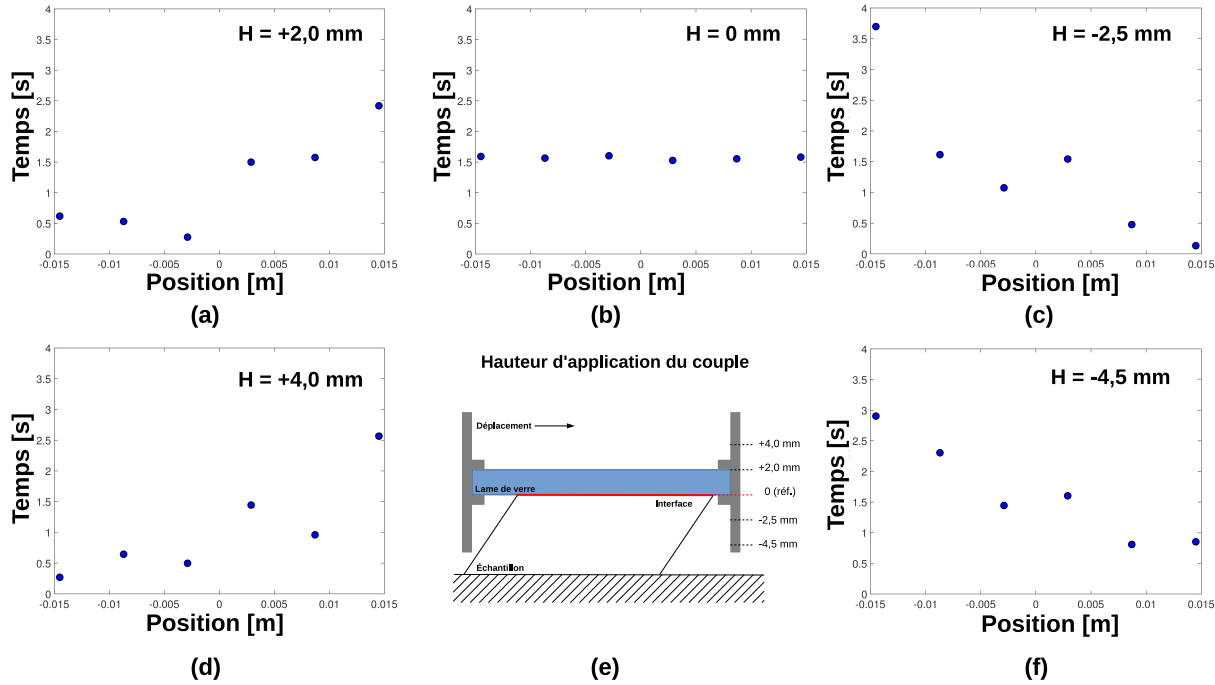 H = +2,0 mm
Temps [s]
4
3.5
3
2.5
2
1.5
1
0.5
0
-0.015 -0.01 -0.005 0 0.005 0.01 0.015
Position [m]
(a)
H = 0 mm
Temps [s]
4
3.5
3
2.5
2
1.5
1
0.5
0
-0.015 -0.01 -0.005 0 0.005 0.01 0.015
Position [m]
(b)
H = -2,5 mm
Temps [s]
4
3.5
3
2.5
2
1.5
1
0.5
0
-0.015 -0.01 -0.005 0 0.005 0.01 0.015
Position [m]
(c)
H = +4,0 mm
Temps [s]
4
3.5
3
2.5
2
1.5
1
0.5
0
-0.015 -0.01 -0.005 0 0.005 0.01 0.015
Position [m]
(d)
Hauteur d'application du couple
Déplacement
+4,0 mm
+2,0 mm
Lame de verre
0 (réf.)
Interface
-2,5 mm
-4,5 mm
Échantillon
(e)
H = -4,5 mm
Temps [s]
4
3.5
3
2.5
2
1.5
1
0.5
0
-0.015 -0.01 -0.005 0 0.005 0.01 0.015
Position [m]
(f)